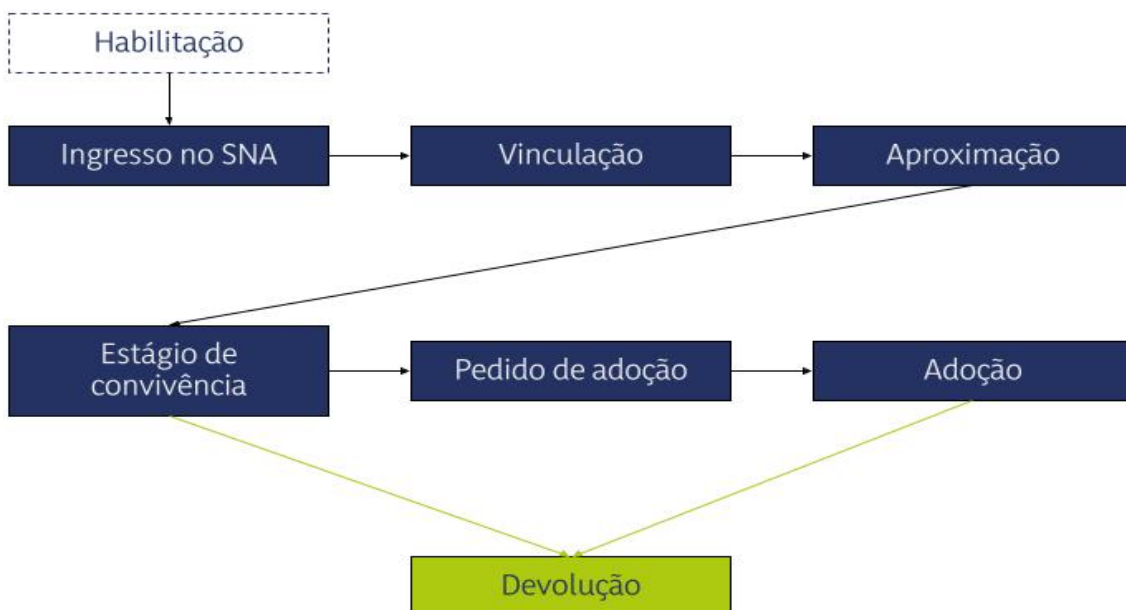 Habilitação
Ingresso no SNA
Vinculação
Aproximação
Estágio de
convivência
Pedido de adoção
Adoção
Devolução